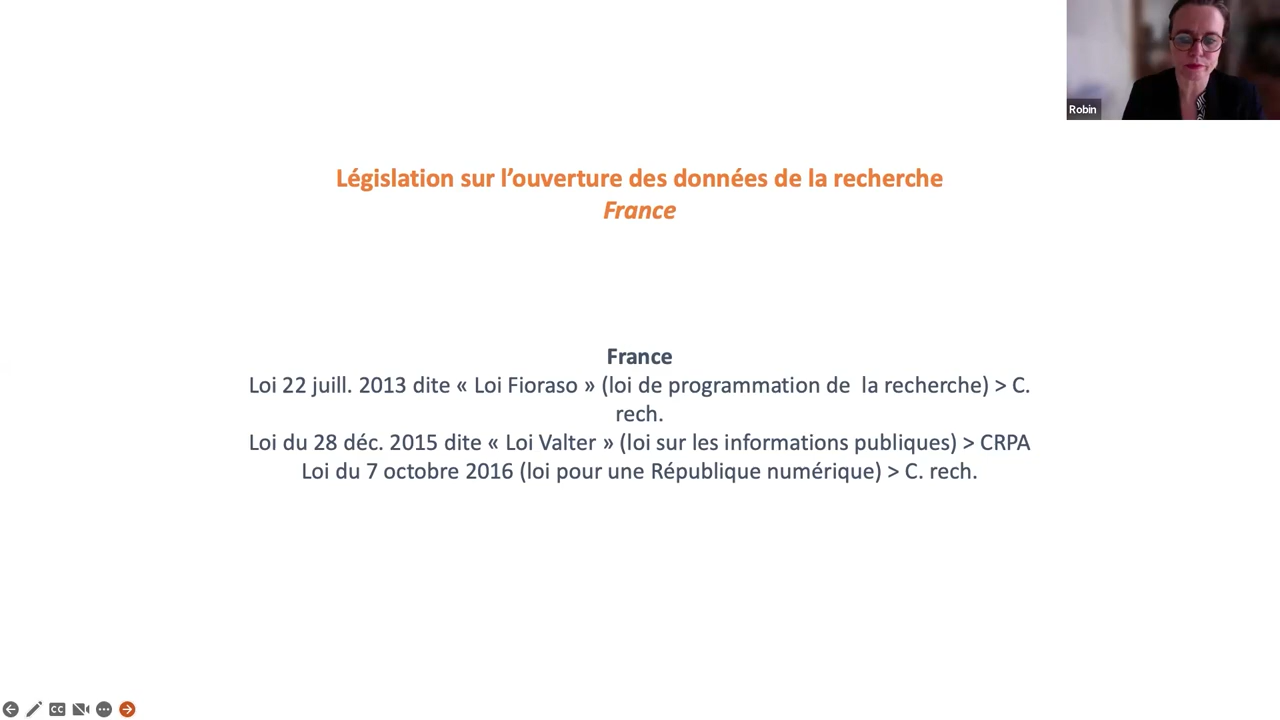 Robin
Législation sur l’ouverture des données de la recherche
France
France
Loi 22 juill. 2013 dite « Loi Fioraso » (loi de programmation de  la recherche) > C.
rech.
Loi du 28 déc. 2015 dite « Loi Valter » (loi sur les informations publiques) > CRPA
Loi du 7 octobre 2016 (loi pour une République numérique) > C. rech.
CC